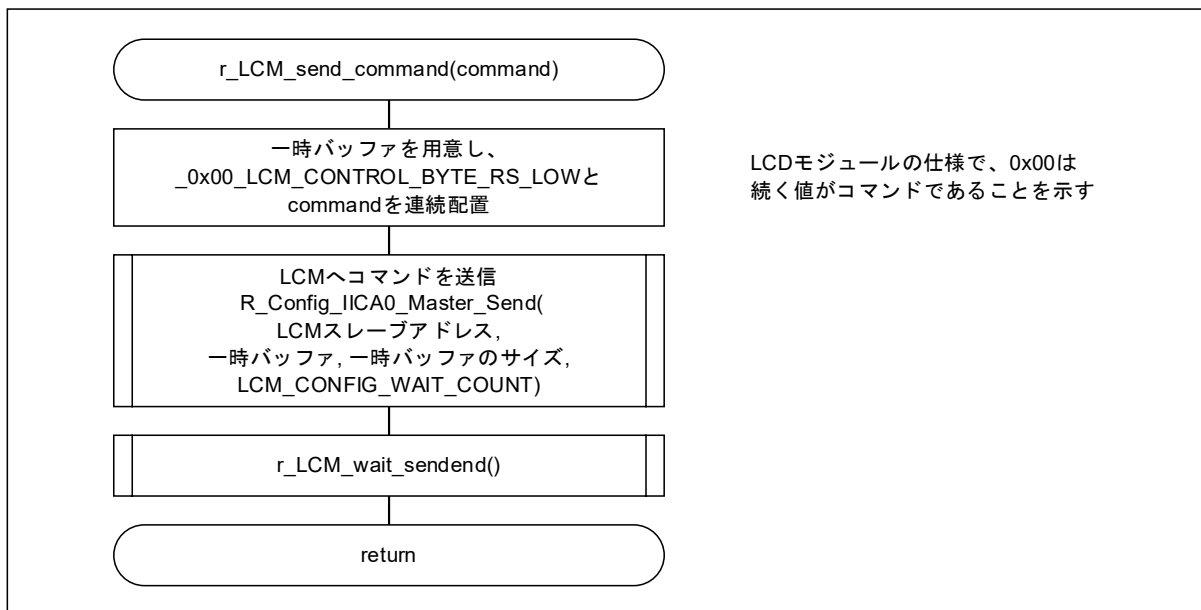 r_LCM_send_command(command)
一時バッファを用意し、
_0x00_LCM_CONTROL_BYTE_RS_LOWと
commandを連続配置
LCDモジュールの仕様で、0x00は
続く値がコマンドであることを示す
LCMへコマンドを送信
R_Config_IICA0_Master_Send(
LCMスレーブアドレス,
一時バッファ, 一時バッファのサイズ,
LCM_CONFIG_WAIT_COUNT)
r_LCM_wait_sendend()
return